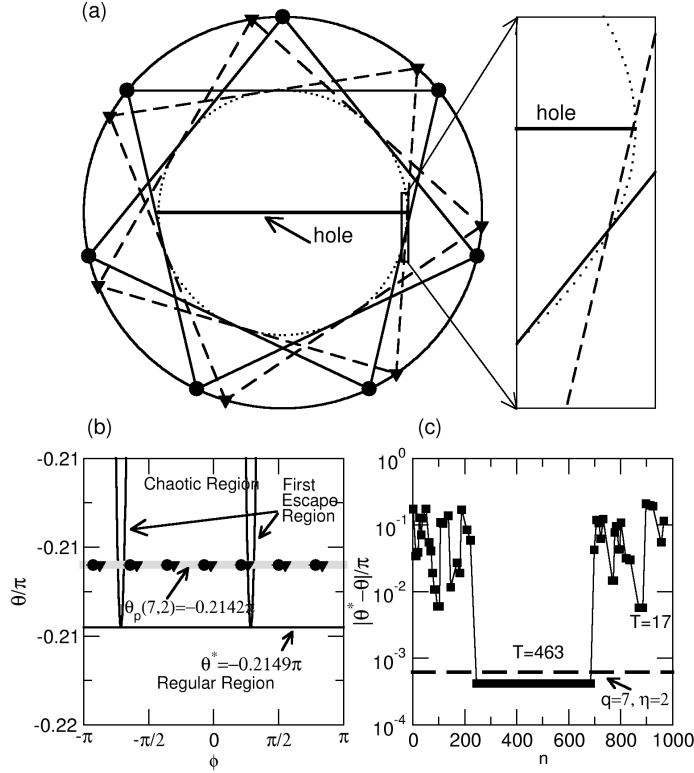 (a)
hole
hole
(b)
-0.21
-0.21
-0.21
-0.22
θ/π
Chaotic Region
First
Escape
Region
θp(7,2)=−0.2142π
θ*=−0.2149π
Regular Region
-π
-π/2
0
π/2
π
ϕ
(c)
10^0
10^-1
10^-2
10^-3
10^-4
|θ*−θ|/π
T=17
T=463
q=7, η=2
0
200
400
600
800
1000
n